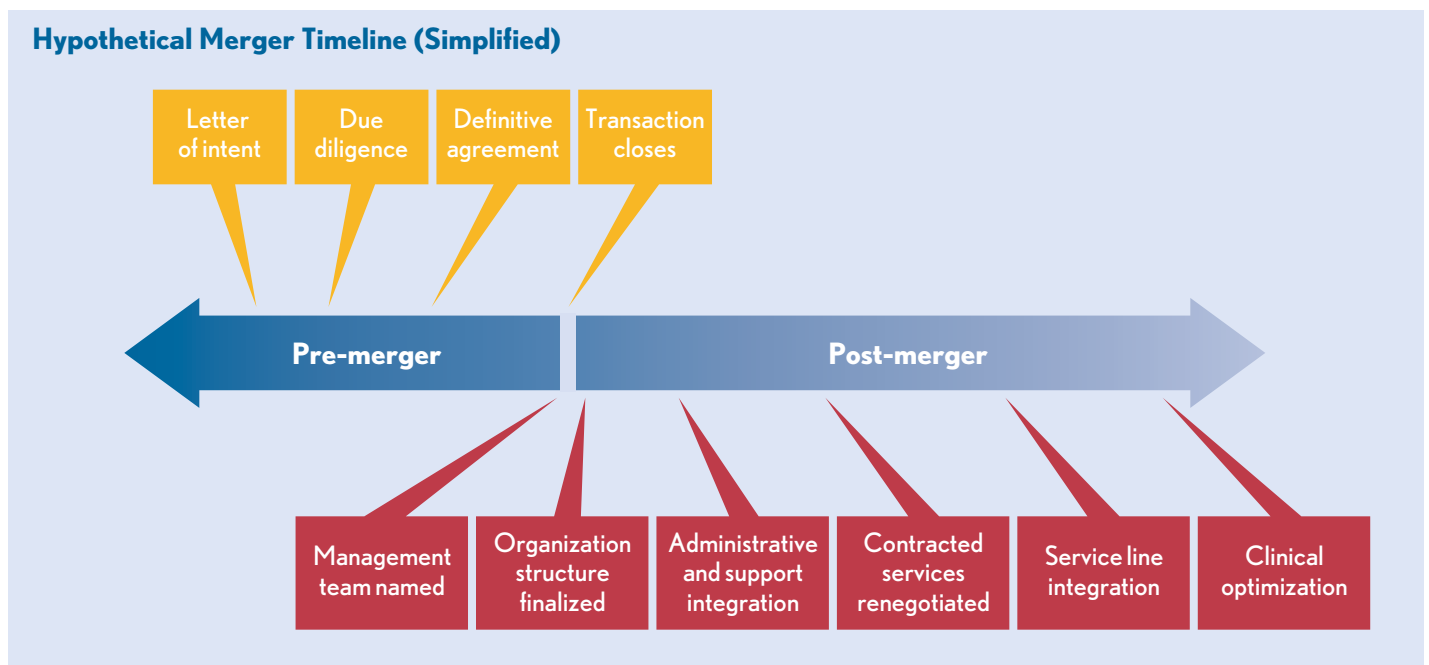 Hypothetical Merger Timeline (Simplified)
Letter
of intent
Due
diligence
Definitive
agreement
Transaction
closes
Pre-merger
Post-merger
Management
team named
Organization
structure
finalized
Administrative
and support
integration
Contracted
services
renegotiated
Service line
integration
Clinical
optimization